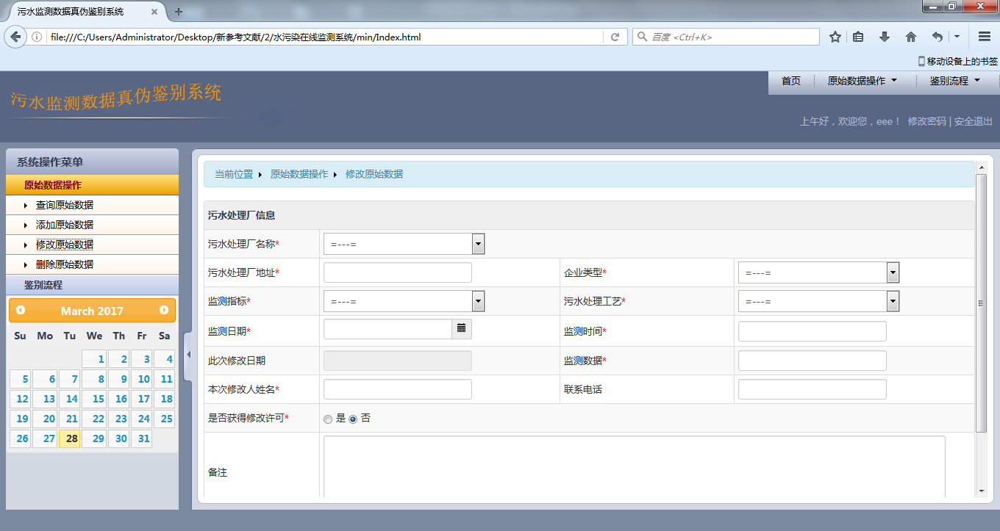 污水监测数据真伪鉴别系统
file:///C:/Users/Administrator/Desktop/新参考文献/2/水污染在线监测系统/min/Index.html
百度 <Ctrl+K>
移动设备上的书签
污水监测数据真伪鉴别系统
首页 原始数据操作 鉴别流程
上午好，欢迎您，eee！ 修改密码 | 安全退出
系统操作菜单
原始数据操作
查询原始数据
添加原始数据
修改原始数据
删除原始数据
鉴别流程
March 2017
Su Mo Tu We Th Fr Sa
1 2 3 4
5 6 7 8 9 10 11
12 13 14 15 16 17 18
19 20 21 22 23 24 25
26 27 28 29 30 31
当前位置 原始数据操作 修改原始数据
污水处理厂信息
污水处理厂名称* =---=
污水处理厂地址* 企业类型* =---=
监测指标* =---= 污水处理工艺* =---=
监测日期* 监测时间*
此次修改日期 监测数据*
本次修改人姓名* 联系电话
是否获得修改许可* 是 否
备注